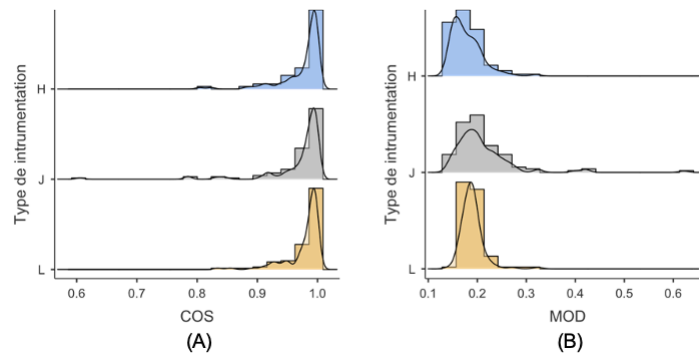 Type de intrumentation
H
J
L
0.6 0.7 0.8 0.9 1.0
COS
(A)
Type de intrumentation
H
J
L
0.1 0.2 0.3 0.4 0.5 0.6
MOD
(B)